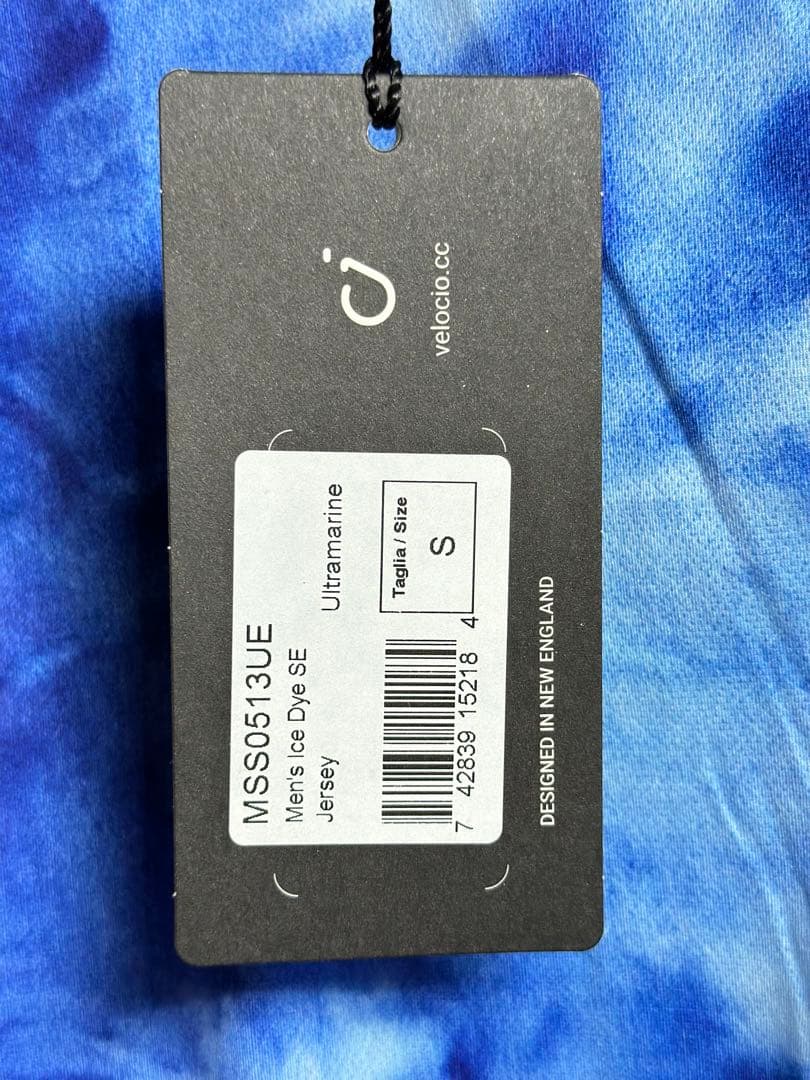 velocio.cc
MSS0513UE
Men's Ice Dye SE
Jersey
Ultramarine
Taglia / Size
S
7 42839 15218 4
DESIGNED IN NEW ENGLAND